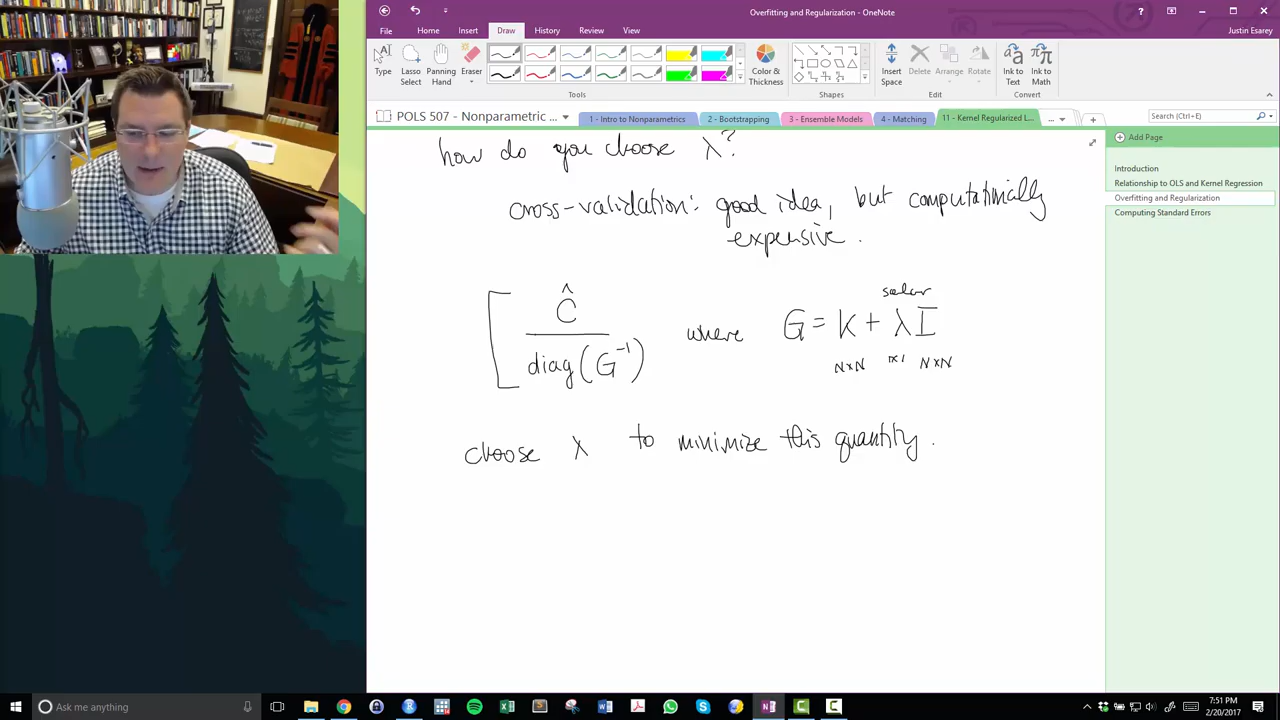 Overfitting and Regularization - OneNote
Justin Esarey
File Home Insert Draw Review History View
Type
Lasso Select
Panning Hand
Eraser
Color & Thickness
Insert Space
Delete
Arrange
Rotate
Ink to Text
Ink to Math
Tools
Shapes
Edit
Convert
POLS 507 - Nonparametric ...
1 - Intro to Nonparametrics
2 - Bootstrapping
3 - Ensemble Models
4 - Matching
11 - Kernel Regularized L...
Search (Ctrl+E)
Add Page
Introduction
Relationship to OLS and Kernel Regression
Overfitting and Regularization
Computing Standard Errors
how do you choose λ?
cross-validation: good idea, but computationally
expensive.
[ Ĉ / diag(G⁻¹) where G = K + λI
scalar
N×N 1×1 N×N
choose λ to minimize this quantity.
Ask me anything
7:51 PM
2/20/2017